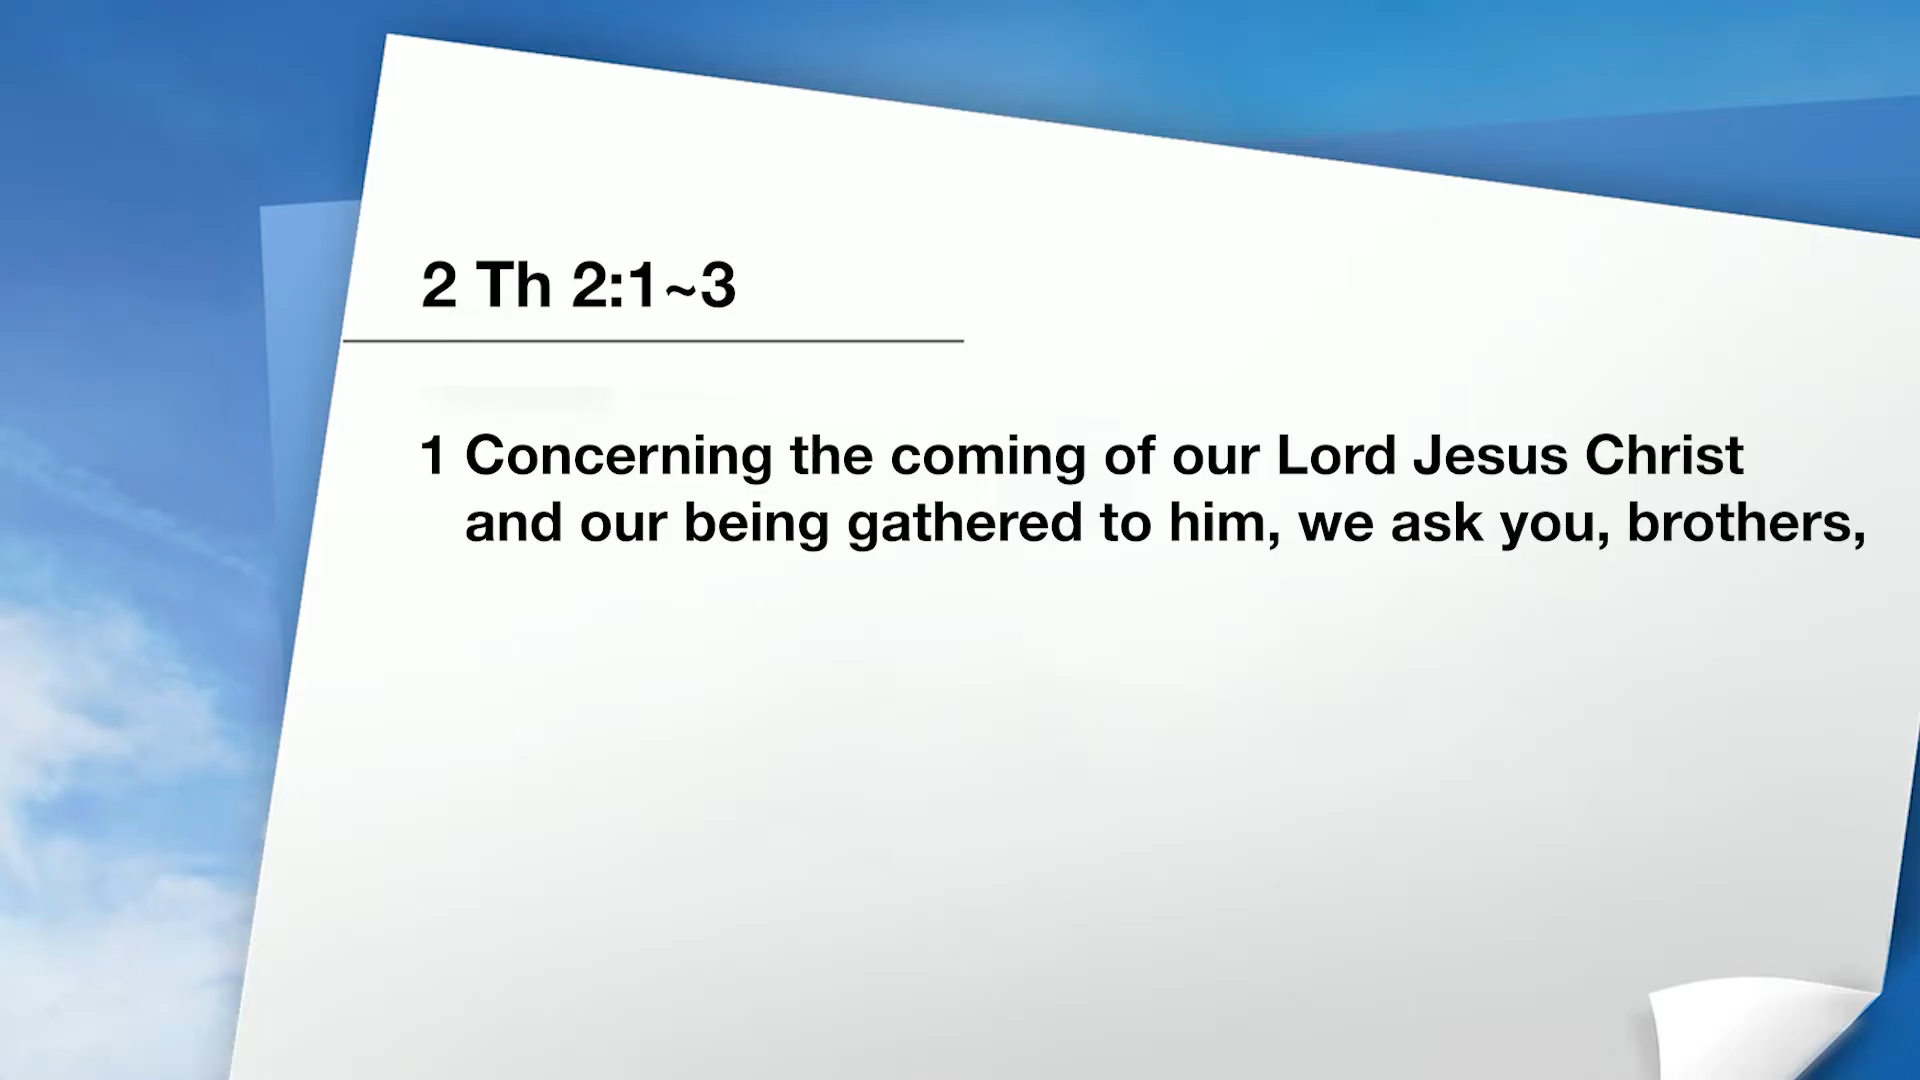 2 Th 2:1~3
1 Concerning the coming of our Lord Jesus Christ
and our being gathered to him, we ask you, brothers,